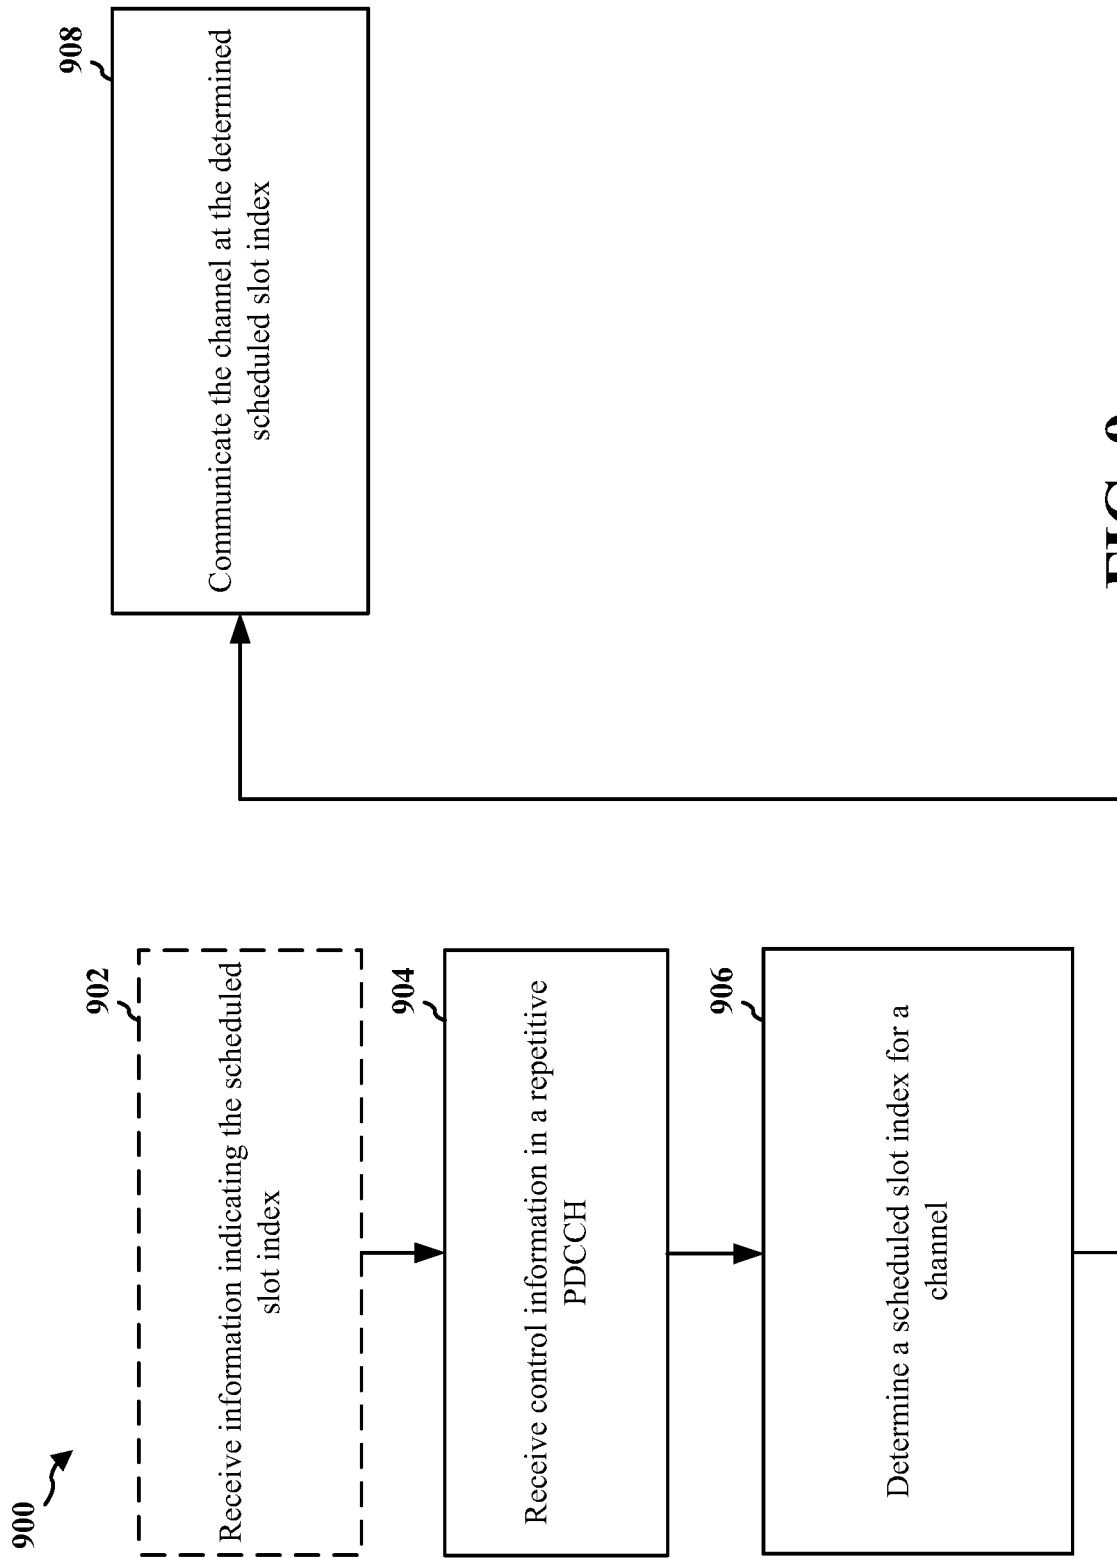 900
902
Receive information indicating the scheduled
slot index
904
Receive control information in a repetitive
PDCCH
906
Determine a scheduled slot index for a
channel
908
Communicate the channel at the determined
scheduled slot index